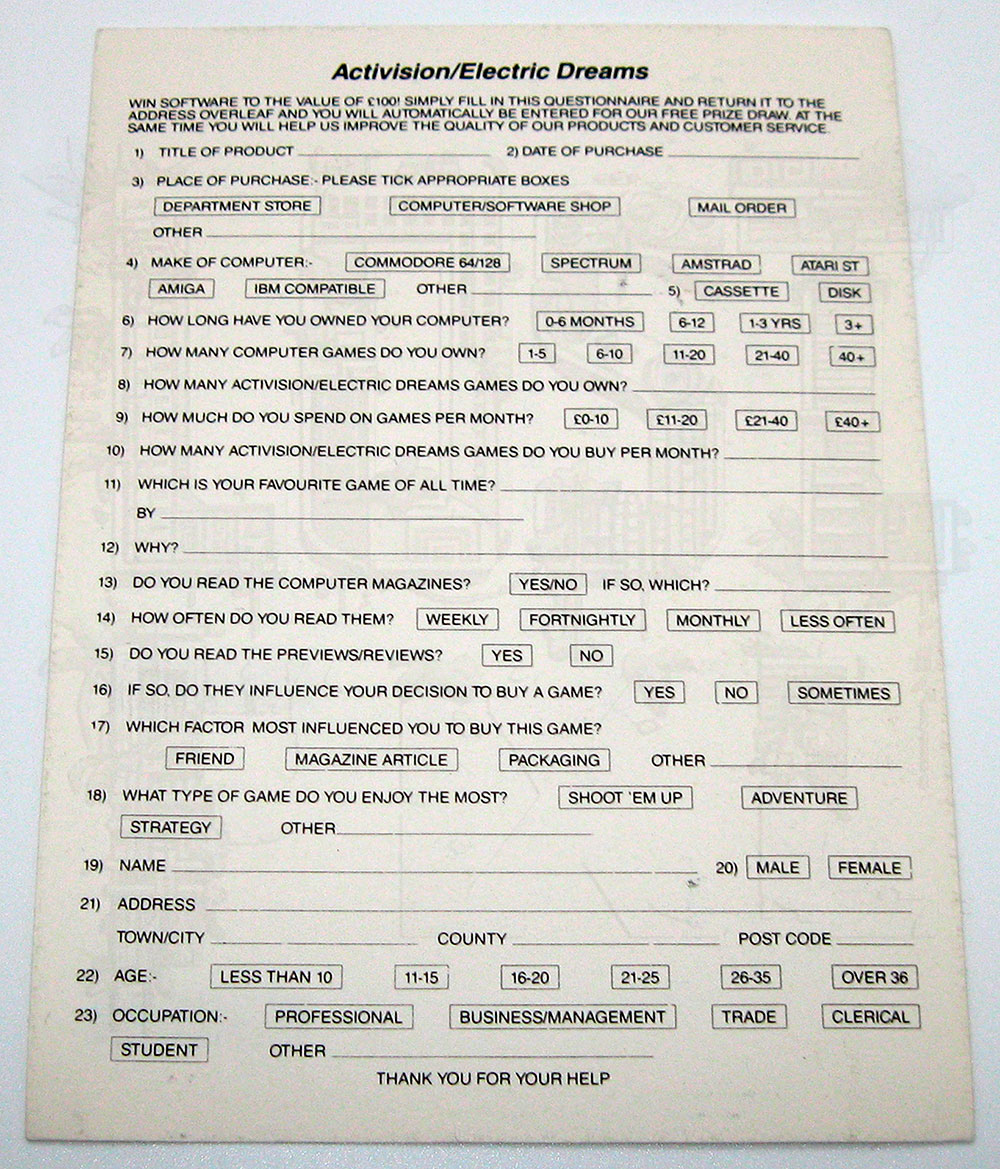 Activision/Electric Dreams
WIN SOFTWARE TO THE VALUE OF £100! SIMPLY FILL IN THIS QUESTIONNAIRE AND RETURN IT TO THE
ADDRESS OVERLEAF AND YOU WILL AUTOMATICALLY BE ENTERED FOR OUR FREE PRIZE DRAW. AT THE
SAME TIME YOU WILL HELP US IMPROVE THE QUALITY OF OUR PRODUCTS AND CUSTOMER SERVICE.
1) TITLE OF PRODUCT 2) DATE OF PURCHASE
3) PLACE OF PURCHASE:- PLEASE TICK APPROPRIATE BOXES
DEPARTMENT STORE COMPUTER/SOFTWARE SHOP MAIL ORDER
OTHER
4) MAKE OF COMPUTER:- COMMODORE 64/128 SPECTRUM AMSTRAD ATARI ST
AMIGA IBM COMPATIBLE OTHER 5) CASSETTE DISK
6) HOW LONG HAVE YOU OWNED YOUR COMPUTER? 0-6 MONTHS 6-12 1-3 YRS 3+
7) HOW MANY COMPUTER GAMES DO YOU OWN? 1-5 6-10 11-20 21-40 40+
8) HOW MANY ACTIVISION/ELECTRIC DREAMS GAMES DO YOU OWN?
9) HOW MUCH DO YOU SPEND ON GAMES PER MONTH? £0-10 £11-20 £21-40 £40+
10) HOW MANY ACTIVISION/ELECTRIC DREAMS GAMES DO YOU BUY PER MONTH?
11) WHICH IS YOUR FAVOURITE GAME OF ALL TIME?
BY
12) WHY?
13) DO YOU READ THE COMPUTER MAGAZINES? YES/NO IF SO, WHICH?
14) HOW OFTEN DO YOU READ THEM? WEEKLY FORTNIGHTLY MONTHLY LESS OFTEN
15) DO YOU READ THE PREVIEWS/REVIEWS? YES NO
16) IF SO, DO THEY INFLUENCE YOUR DECISION TO BUY A GAME? YES NO SOMETIMES
17) WHICH FACTOR MOST INFLUENCED YOU TO BUY THIS GAME?
FRIEND MAGAZINE ARTICLE PACKAGING OTHER
18) WHAT TYPE OF GAME DO YOU ENJOY THE MOST? SHOOT 'EM UP ADVENTURE
STRATEGY OTHER
19) NAME 20) MALE FEMALE
21) ADDRESS
TOWN/CITY COUNTY POST CODE
22) AGE:- LESS THAN 10 11-15 16-20 21-25 26-35 OVER 36
23) OCCUPATION:- PROFESSIONAL BUSINESS/MANAGEMENT TRADE CLERICAL
STUDENT OTHER
THANK YOU FOR YOUR HELP